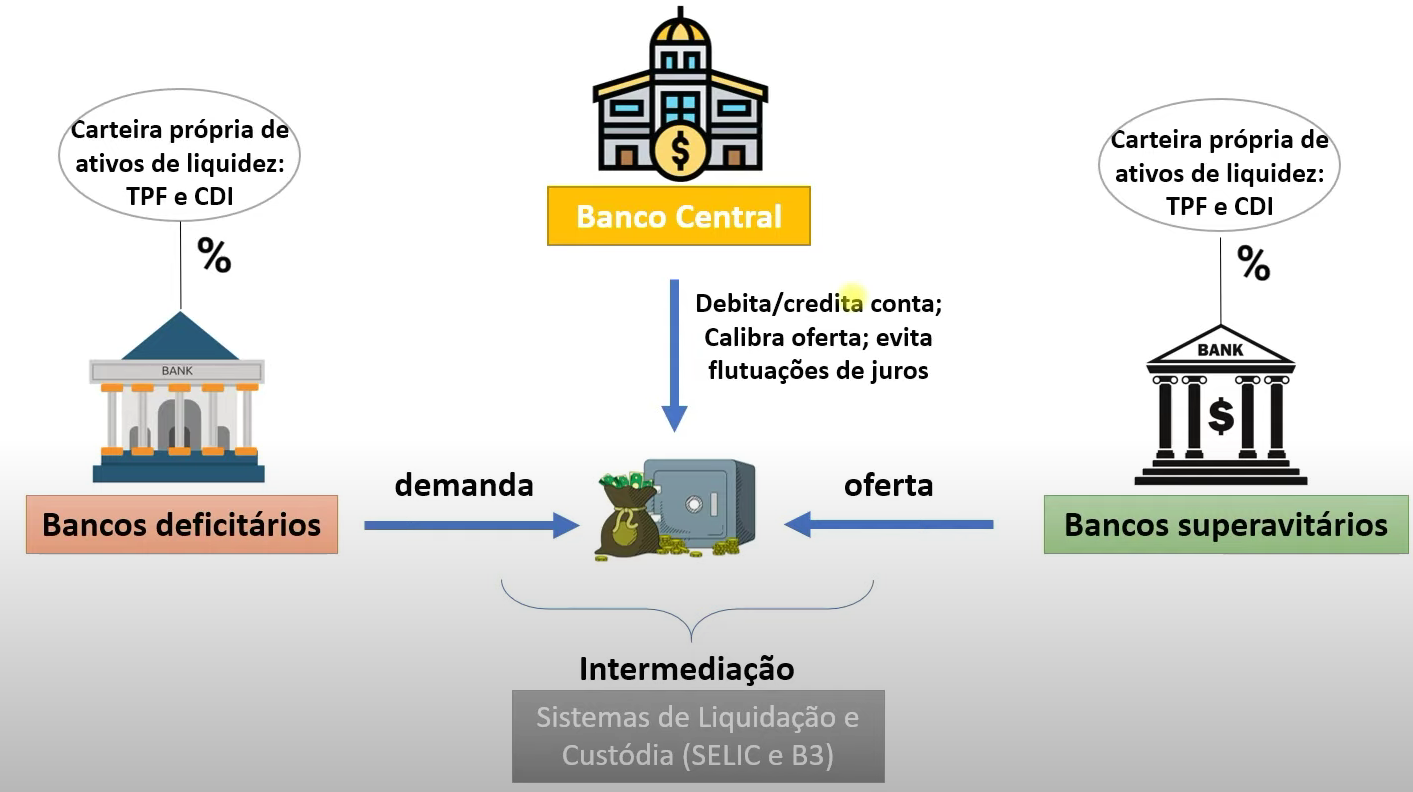 Banco Central
Carteira própria de
ativos de liquidez:
TPF e CDI
%
BANK
Bancos deficitários
Debita/credita conta;
Calibra oferta; evita
flutuações de juros
demanda
oferta
Carteira própria de
ativos de liquidez:
TPF e CDI
%
BANK
$
Bancos superavitários
$
Intermediação
Sistemas de Liquidação e
Custódia (SELIC e B3)